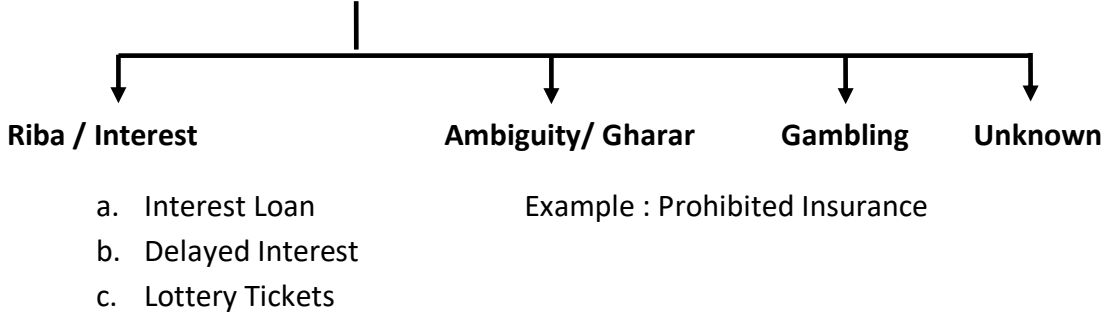 Riba / Interest Ambiguity/ Gharar Gambling Unknown
a. Interest Loan Example : Prohibited Insurance
b. Delayed Interest
c. Lottery Tickets